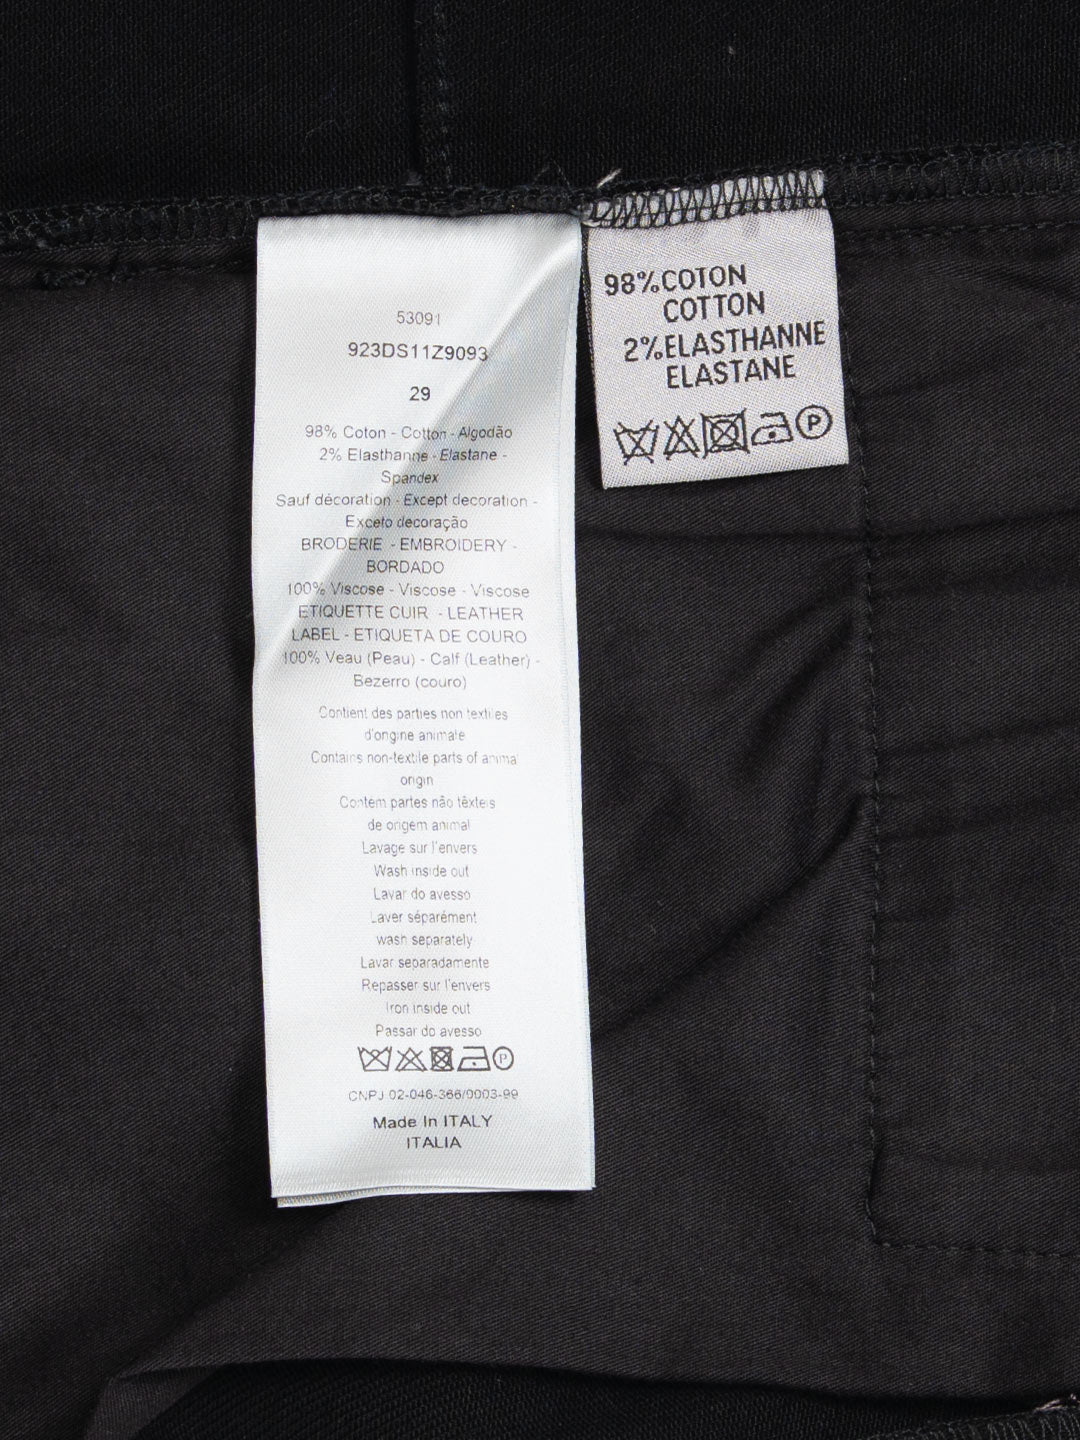 53091
923DS11Z9093
29
98% Coton - Cotton - Algodão
2% Elasthanne - Elastane -
Spandex
Sauf décoration - Except decoration -
Exceto decoração
BRODERIE - EMBROIDERY -
BORDADO
100% Viscose - Viscose - Viscose
ETIQUETTE CUIR - LEATHER
LABEL - ETIQUETA DE COURO
100% Veau (Peau) - Calf (Leather) -
Bezerro (couro)
Contient des parties non textiles
d'origine animale
Contains non-textile parts of animal
origin
Contem partes não têxteis
de origem animal
Lavage sur l'envers
Wash inside out
Lavar do avesso
Laver séparément
wash separately
Lavar separadamente
Repasser sur l'envers
Iron inside out
Passar do avesso
P
CNPJ 02-046-366/0003-99
Made In ITALY
ITALIA
98% COTON
COTTON
2% ELASTHANNE
ELASTANE
P